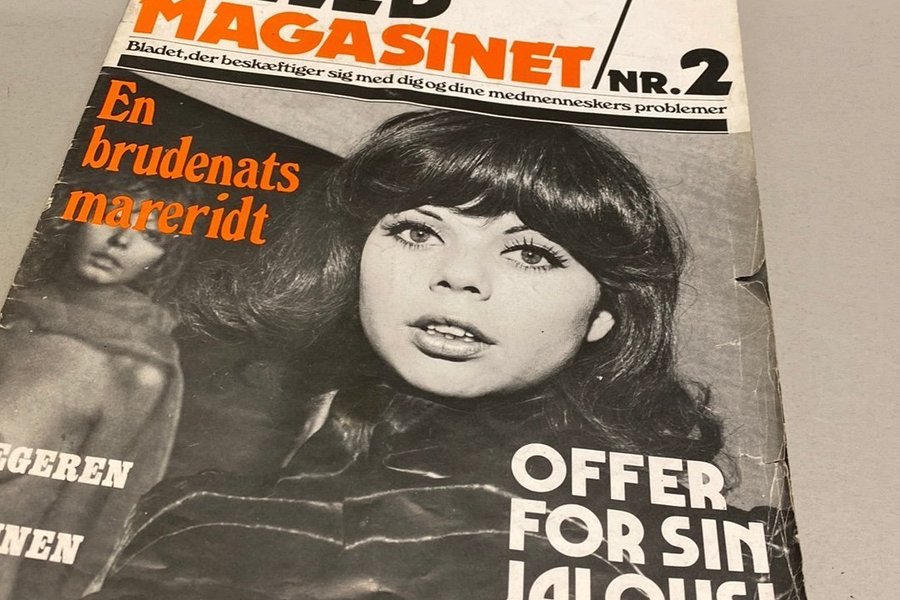 MAGASINET
NR. 2
Bladet, der beskæftiger sig med dig og dine medmenneskers problemer
En
brudenats
mareridt
EGEREN
NEN
OFFER
FOR SIN